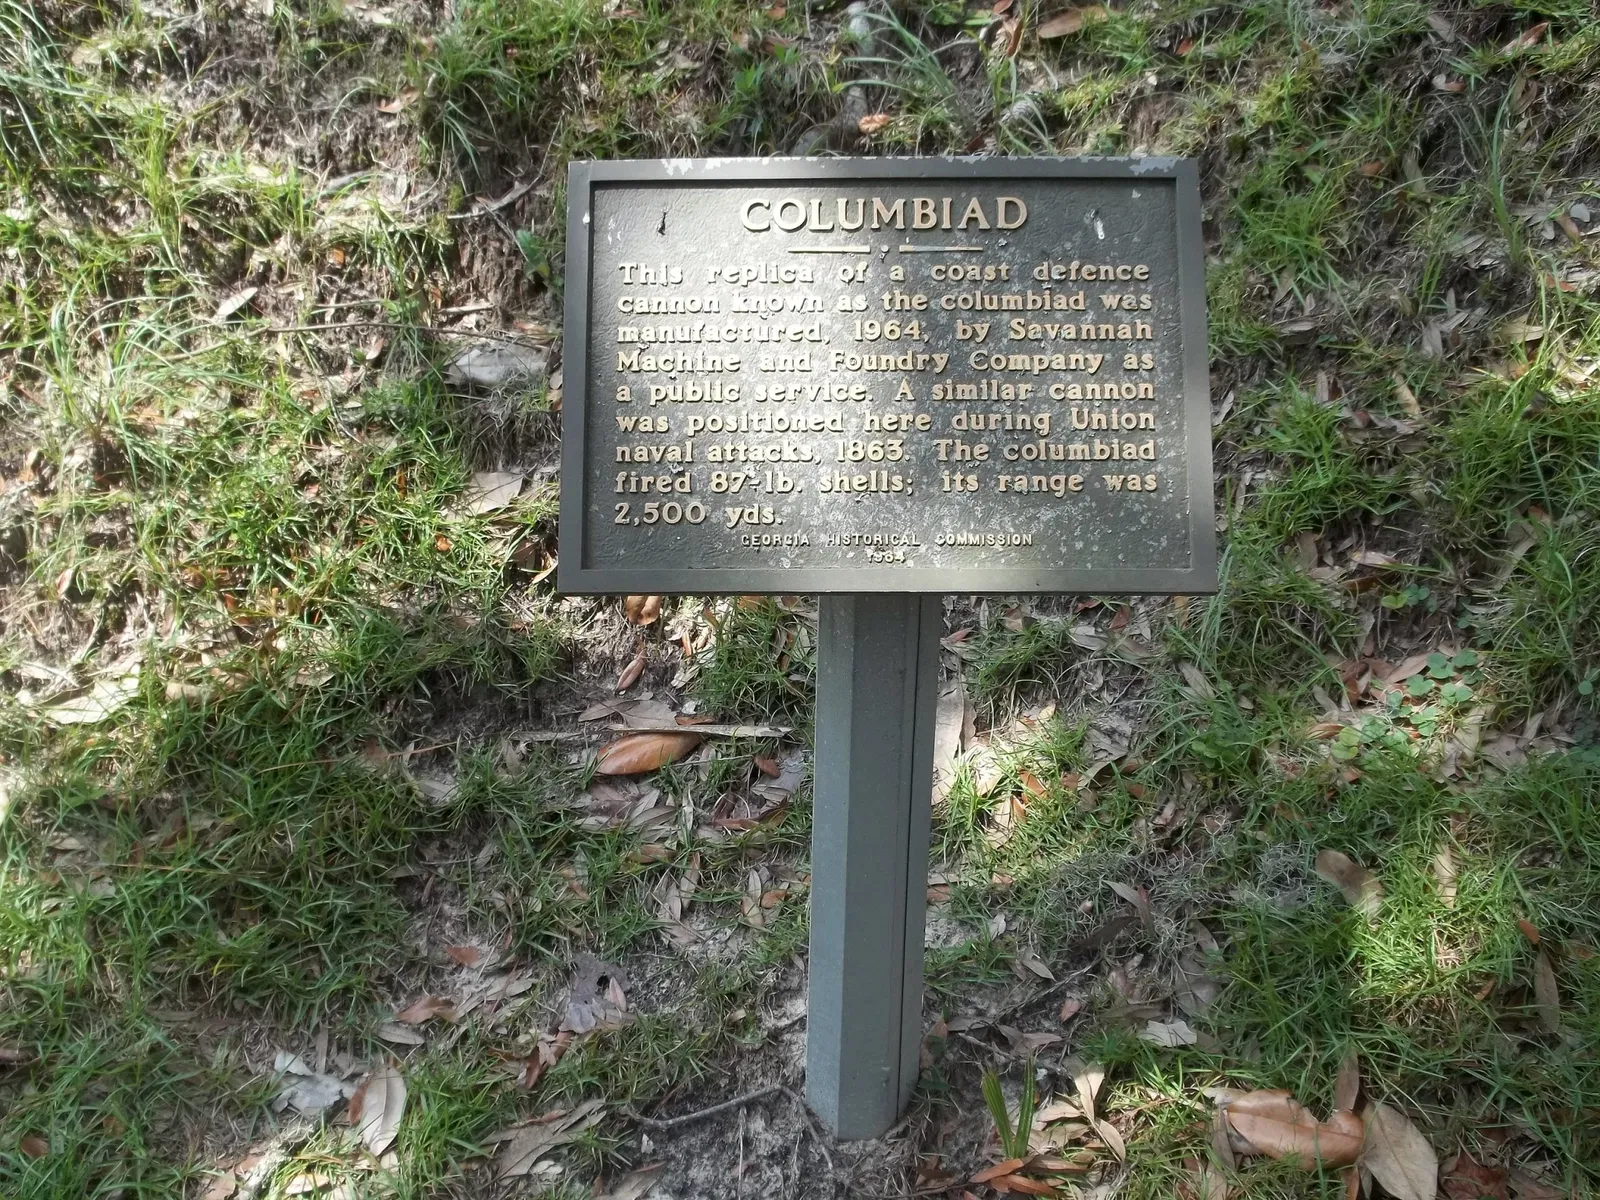 COLUMBIAD
This replica of a coast defence
cannon known as the columbiad was
manufactured, 1964, by Savannah
Machine and Foundry Company as
a public service. A similar cannon
was positioned here during Union
naval attacks, 1863. The columbiad
fired 87-lb. shells; its range was
2,500 yds.
GEORGIA HISTORICAL COMMISSION
1964